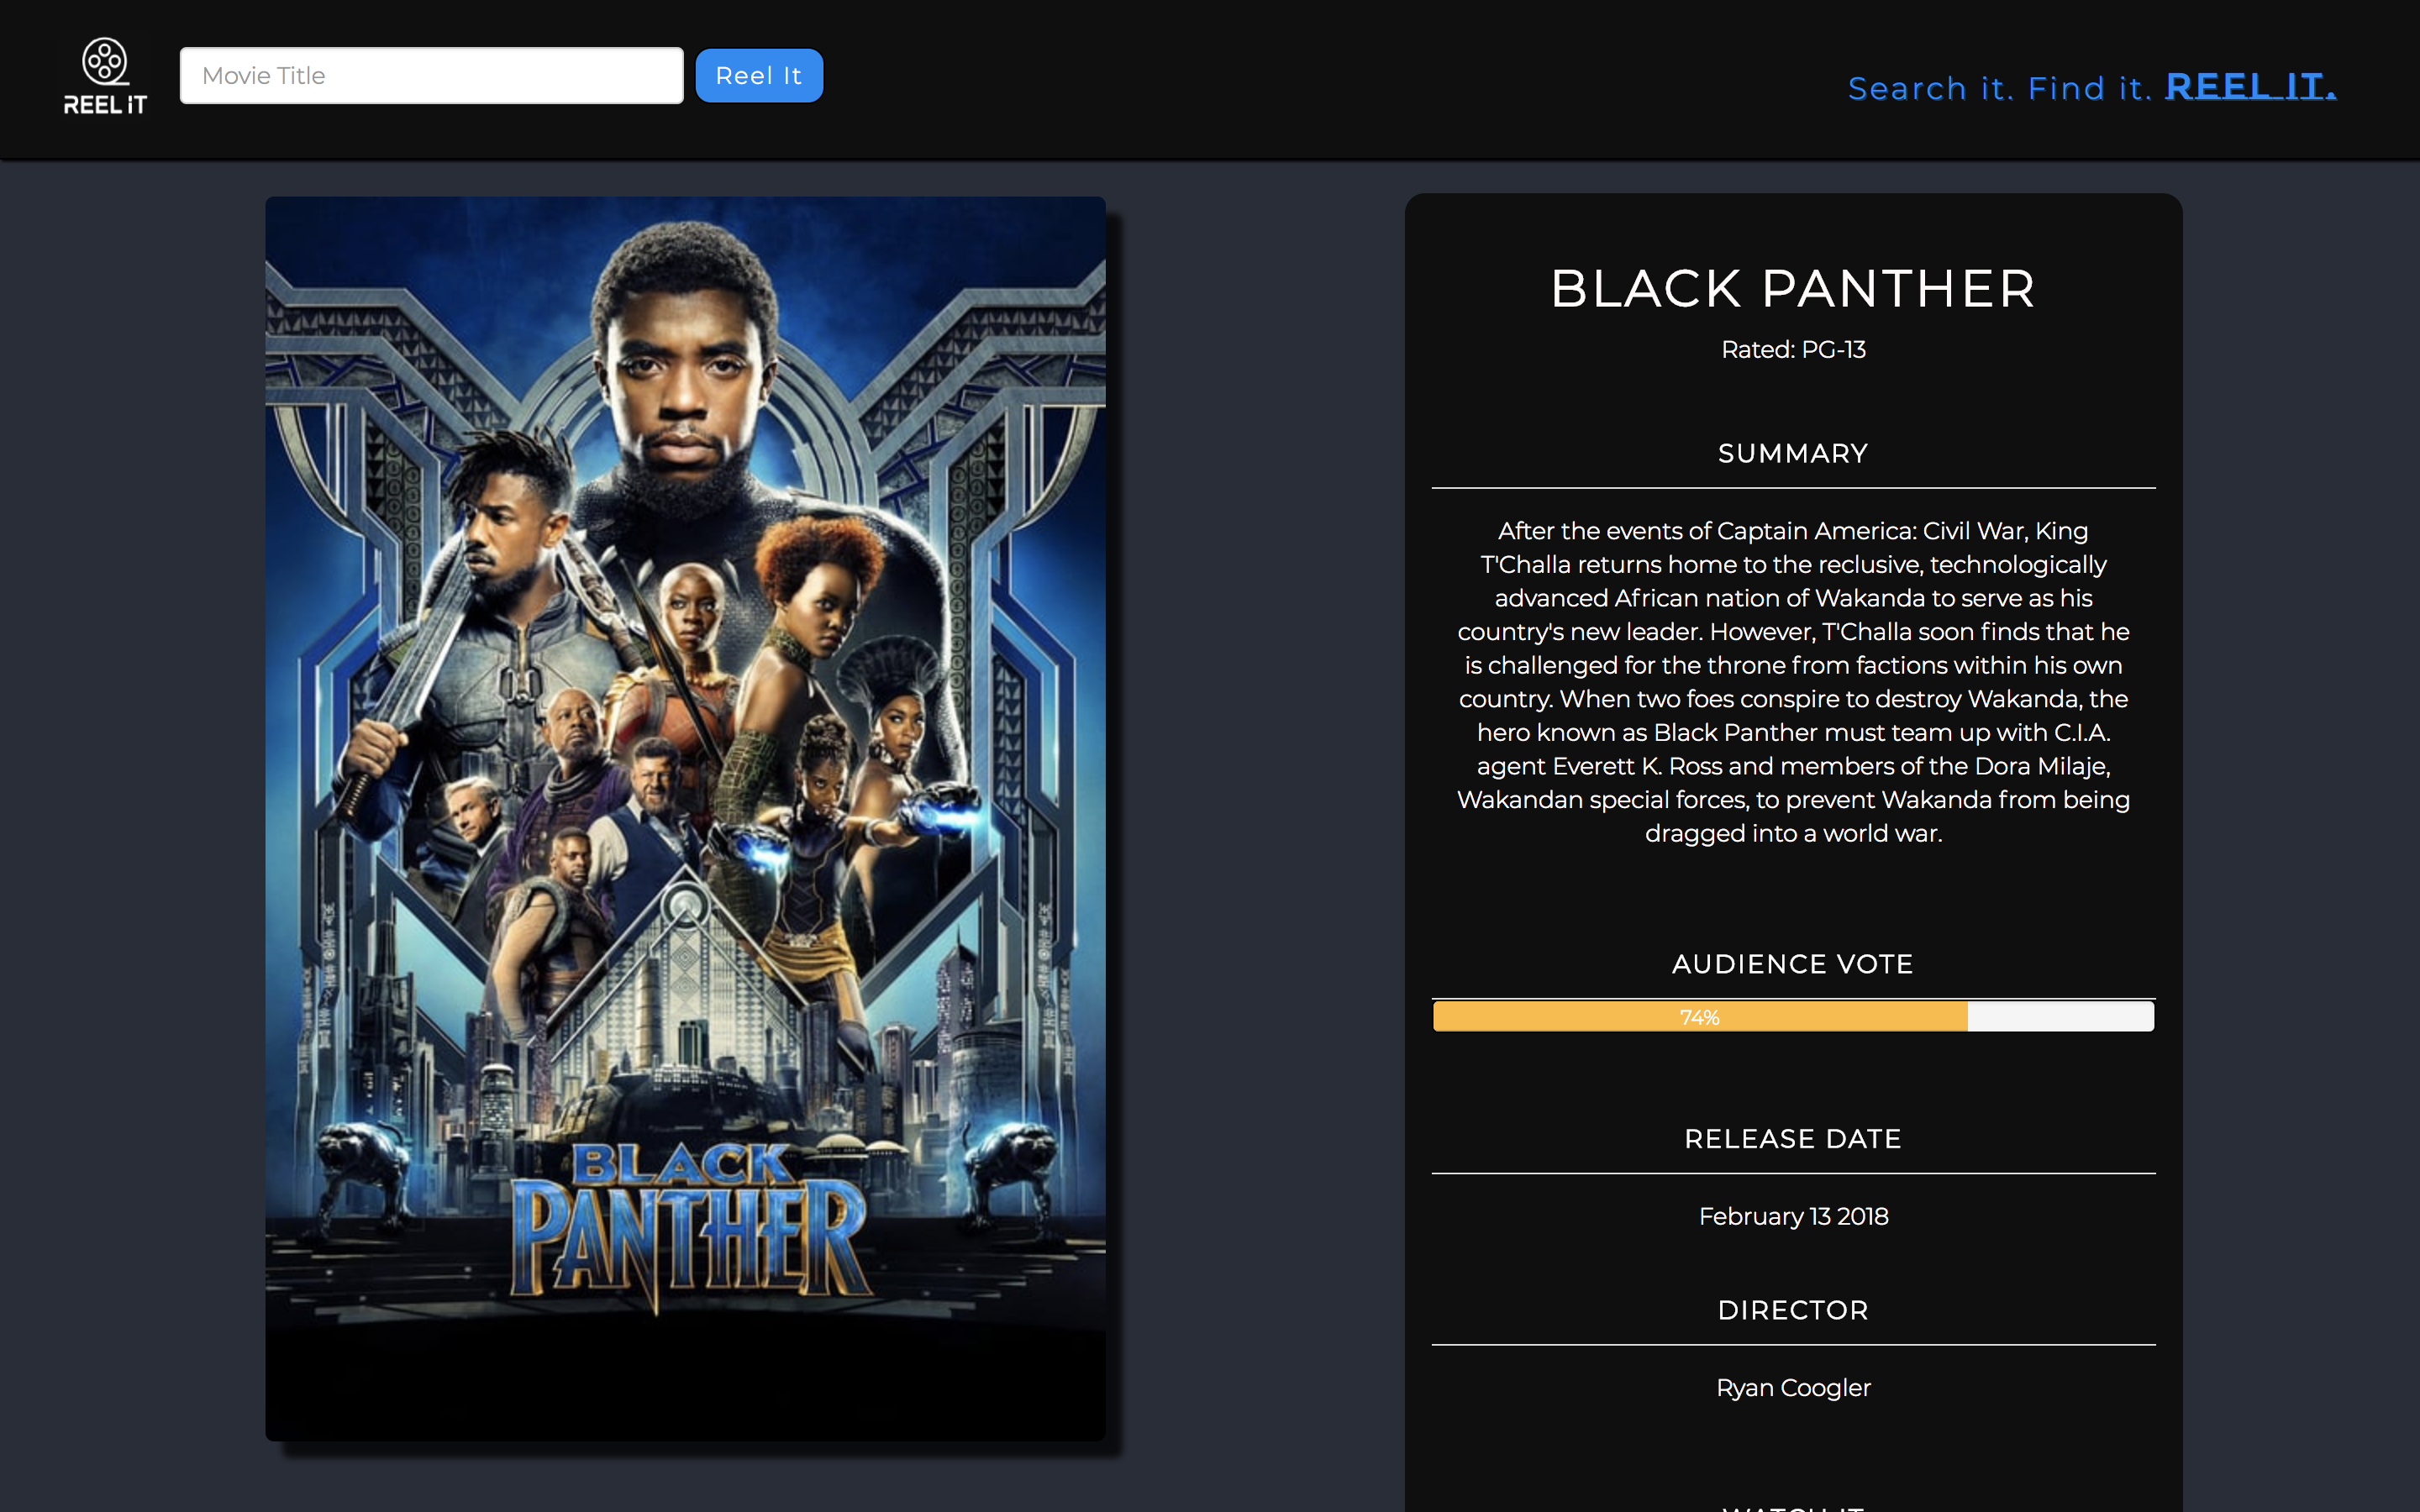 REEL IT
Movie Title
Reel It
Search it. Find it. REEL IT.
BLACK
PANTHER
BLACK PANTHER
Rated: PG-13
SUMMARY
After the events of Captain America: Civil War, King
T'Challa returns home to the reclusive, technologically
advanced African nation of Wakanda to serve as his
country's new leader. However, T'Challa soon finds that he
is challenged for the throne from factions within his own
country. When two foes conspire to destroy Wakanda, the
hero known as Black Panther must team up with C.I.A.
agent Everett K. Ross and members of the Dora Milaje,
Wakandan special forces, to prevent Wakanda from being
dragged into a world war.
AUDIENCE VOTE
74%
RELEASE DATE
February 13 2018
DIRECTOR
Ryan Coogler
WATCH IT